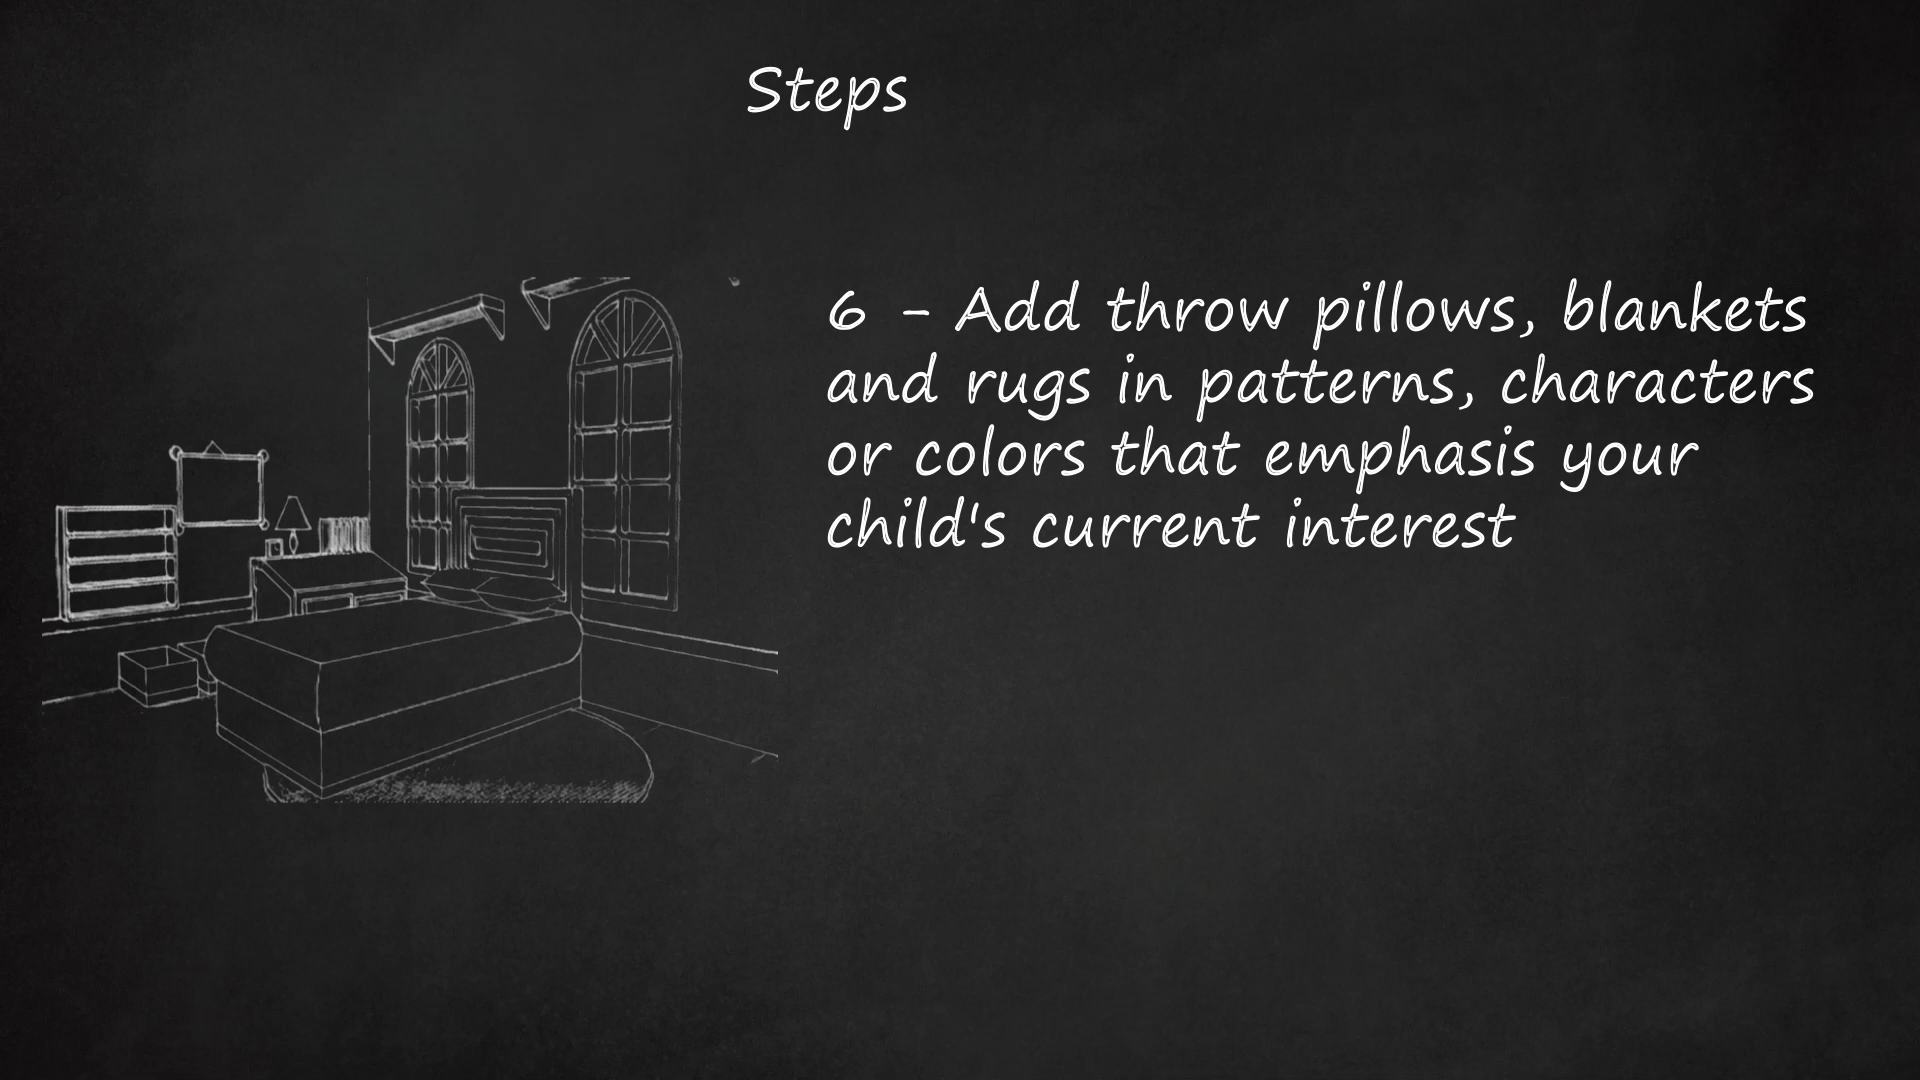 Steps
6 - Add throw pillows, blankets
and rugs in patterns, characters
or colors that emphasis your
child's current interest